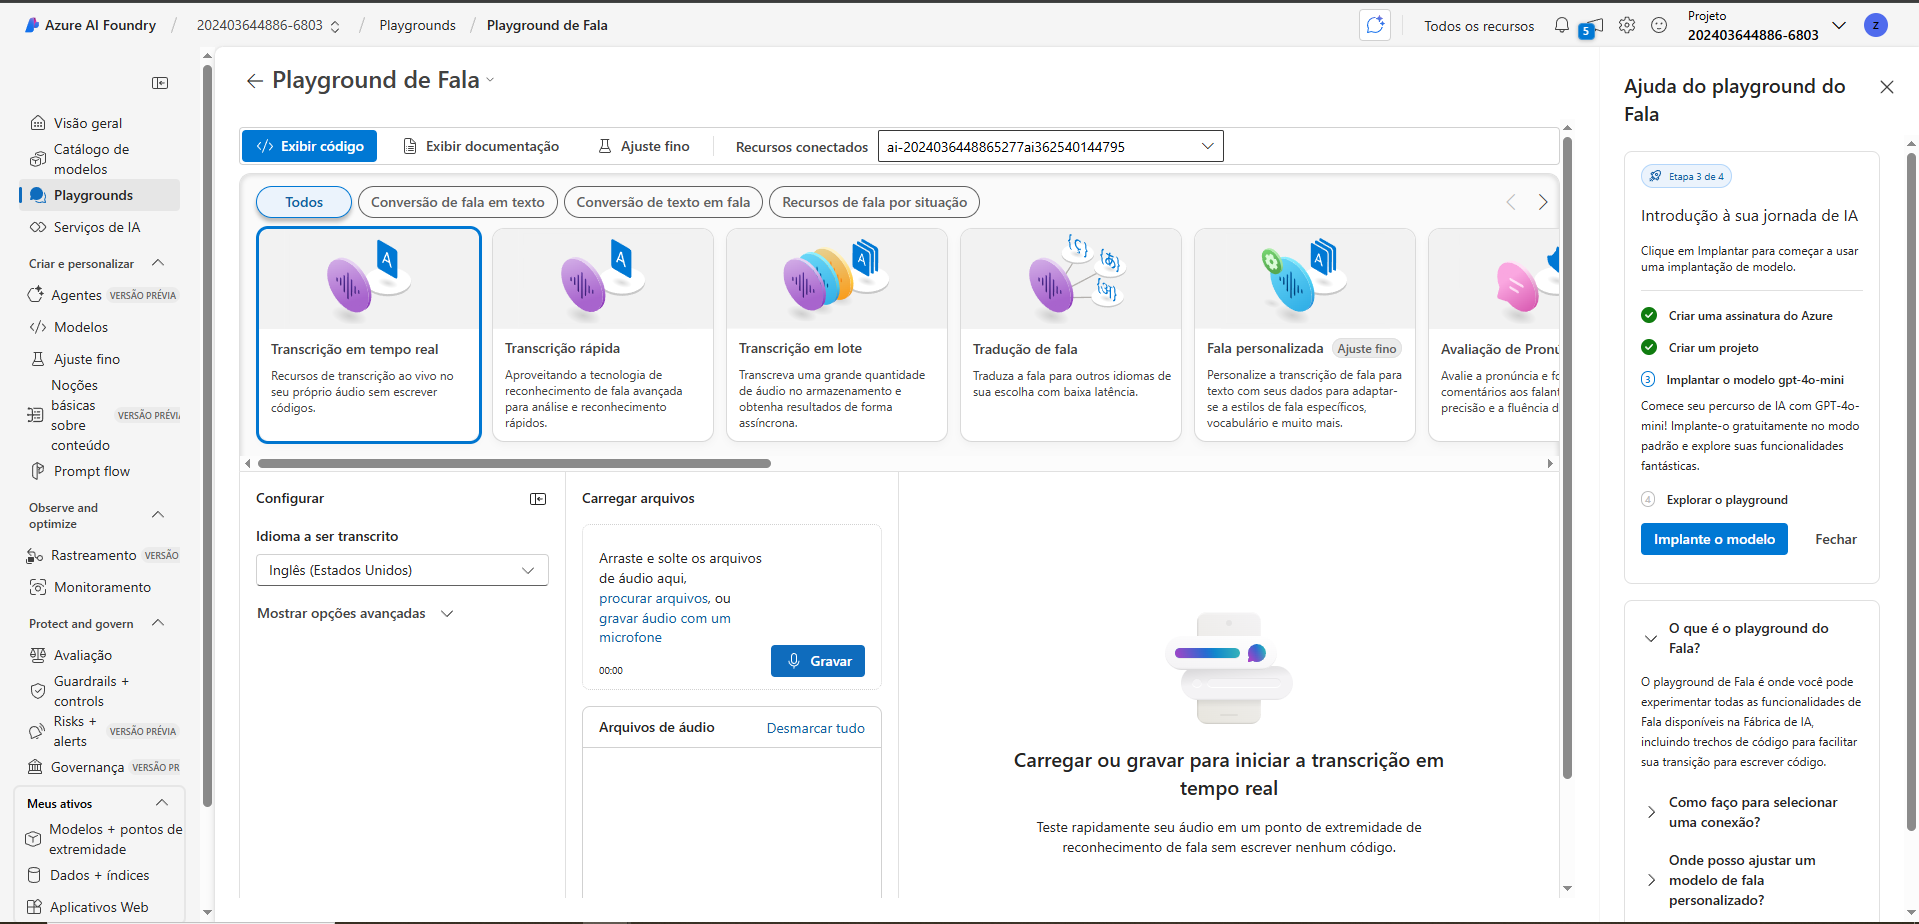 Azure AI Foundry / 202403644886-6803 / Playgrounds / Playground de Fala
Todos os recursos
5
Projeto
202403644886-6803
Z
Visão geral
Catálogo de
modelos
Playgrounds
Serviços de IA
Criar e personalizar
Agentes VERSÃO PRÉVIA
Modelos
Ajuste fino
Noções
básicas
sobre
conteúdo
VERSÃO PRÉVIA
Prompt flow
Observe and
optimize
Rastreamento VERSÃO
Monitoramento
Protect and govern
Avaliação
Guardrails +
controls
Risks +
alerts
VERSÃO PRÉVIA
Governança VERSÃO PR
Meus ativos
Modelos + pontos de
extremidade
Dados + índices
Aplicativos Web
Playground de Fala
Exibir código
Exibir documentação
Ajuste fino
Recursos conectados
ai-2024036448865277ai362540144795
Todos
Conversão de fala em texto
Conversão de texto em fala
Recursos de fala por situação
A
Transcrição em tempo real
Recursos de transcrição ao vivo no
seu próprio áudio sem escrever
códigos.
A
Transcrição rápida
Aproveitando a tecnologia de
reconhecimento de fala avançada
para análise e reconhecimento
rápidos.
A
Transcrição em lote
Transcreva uma grande quantidade
de áudio no armazenamento e
obtenha resultados de forma
assíncrona.
Tradução de fala
Traduza a fala para outros idiomas de
sua escolha com baixa latência.
A
Fala personalizada Ajuste fino
Personalize a transcrição de fala para
texto com seus dados para adaptar-
se a estilos de fala específicos,
vocabulário e muito mais.
Avaliação de Pronú
Avalie a pronúncia e fo
comentários aos falant
precisão e a fluência d
Configurar
Idioma a ser transcrito
Inglês (Estados Unidos)
Mostrar opções avançadas
Carregar arquivos
Arraste e solte os arquivos
de áudio aqui,
procurar arquivos, ou
gravar áudio com um
microfone
00:00
Gravar
Arquivos de áudio
Desmarcar tudo
Carregar ou gravar para iniciar a transcrição em
tempo real
Teste rapidamente seu áudio em um ponto de extremidade de
reconhecimento de fala sem escrever nenhum código.
Ajuda do playground do
Fala
Etapa 3 de 4
Introdução à sua jornada de IA
Clique em Implantar para começar a usar
uma implantação de modelo.
Criar uma assinatura do Azure
Criar um projeto
3 Implantar o modelo gpt-4o-mini
Comece seu percurso de IA com GPT-4o-
mini! Implante-o gratuitamente no modo
padrão e explore suas funcionalidades
fantásticas.
4 Explorar o playground
Implante o modelo
Fechar
O que é o playground do
Fala?
O playground de Fala é onde você pode
experimentar todas as funcionalidades de
Fala disponíveis na Fábrica de IA,
incluindo trechos de código para facilitar
sua transição para escrever código.
Como faço para selecionar
uma conexão?
Onde posso ajustar um
modelo de fala
personalizado?